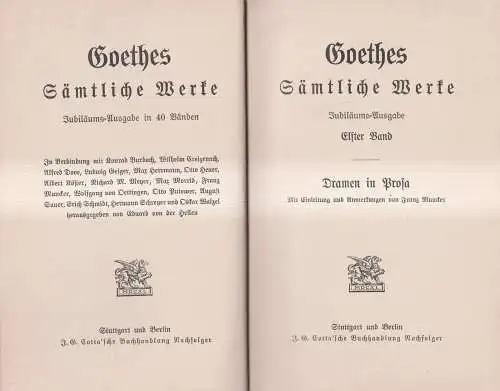 Goethes
Sämtliche Werke
Jubiläums-Ausgabe in 40 Bänden
In Verbindung mit Konrad Burdach, Wilhelm Creizenach,
Alfred Dove, Ludwig Geiger, Max Herrmann, Otto Heuer,
Albert Köster, Richard M. Meyer, Max Morris, Franz
Muncker, Wolfgang von Oettingen, Otto Pniower, August
Sauer, Erich Schmidt, Hermann Schreyer und Oskar Walzel
herausgegeben von Eduard von der Hellen
Stuttgart und Berlin
J. G. Cotta'sche Buchhandlung Nachfolger
Goethes
Sämtliche Werke
Jubiläums-Ausgabe
Elfter Band
Dramen in Prosa
Mit Einleitung und Anmerkungen von Franz Muncker
Stuttgart und Berlin
J. G. Cotta'sche Buchhandlung Nachfolger